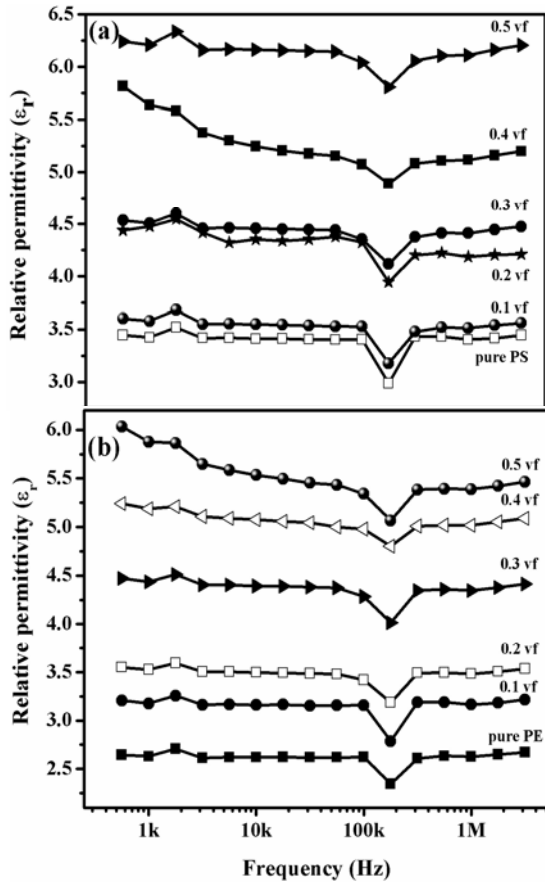 (a)
Relative permittivity (εr)
6.5
6.0
5.5
5.0
4.5
4.0
3.5
3.0
0.5 vf
0.4 vf
0.3 vf
0.2 vf
0.1 vf
pure PS
(b)
Relative permittivity (εr)
6.0
5.5
5.0
4.5
4.0
3.5
3.0
2.5
0.5 vf
0.4 vf
0.3 vf
0.2 vf
0.1 vf
pure PE
1k
10k
100k
1M
Frequency (Hz)